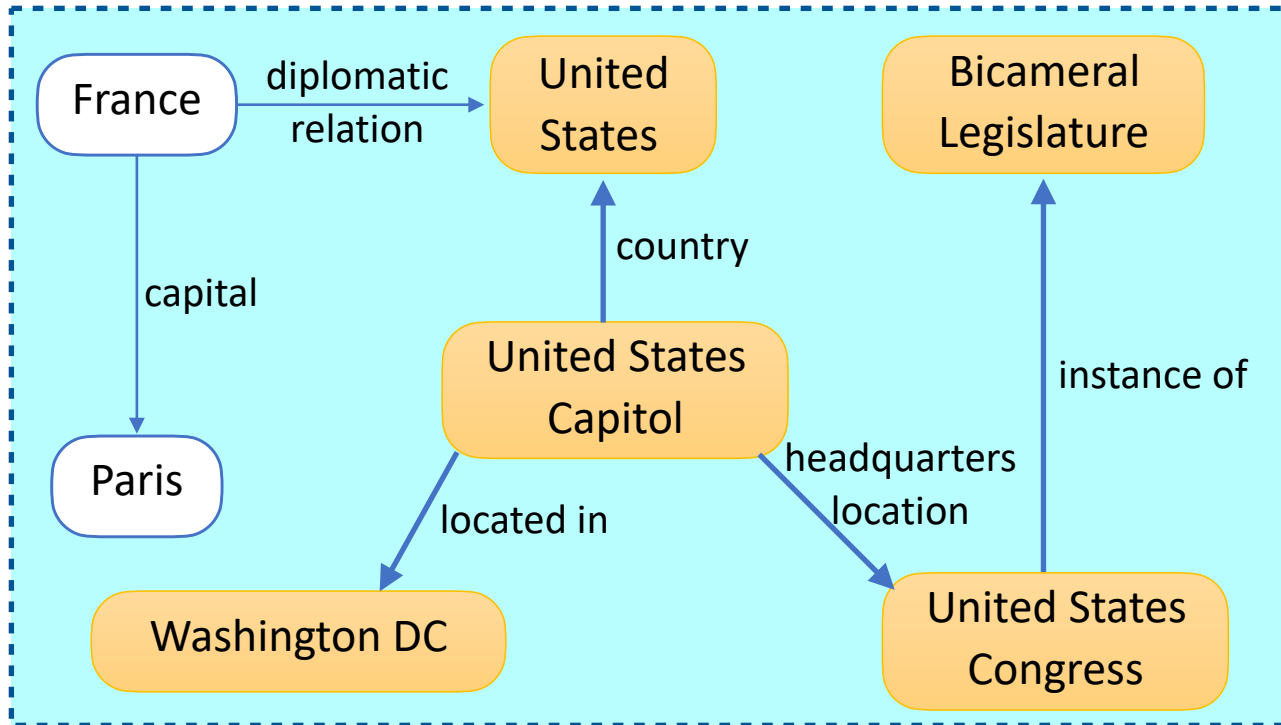 France
diplomatic
relation
United
States
Bicameral
Legislature
country
capital
United States
Capitol
instance of
Paris
headquarters
location
located in
Washington DC
United States
Congress